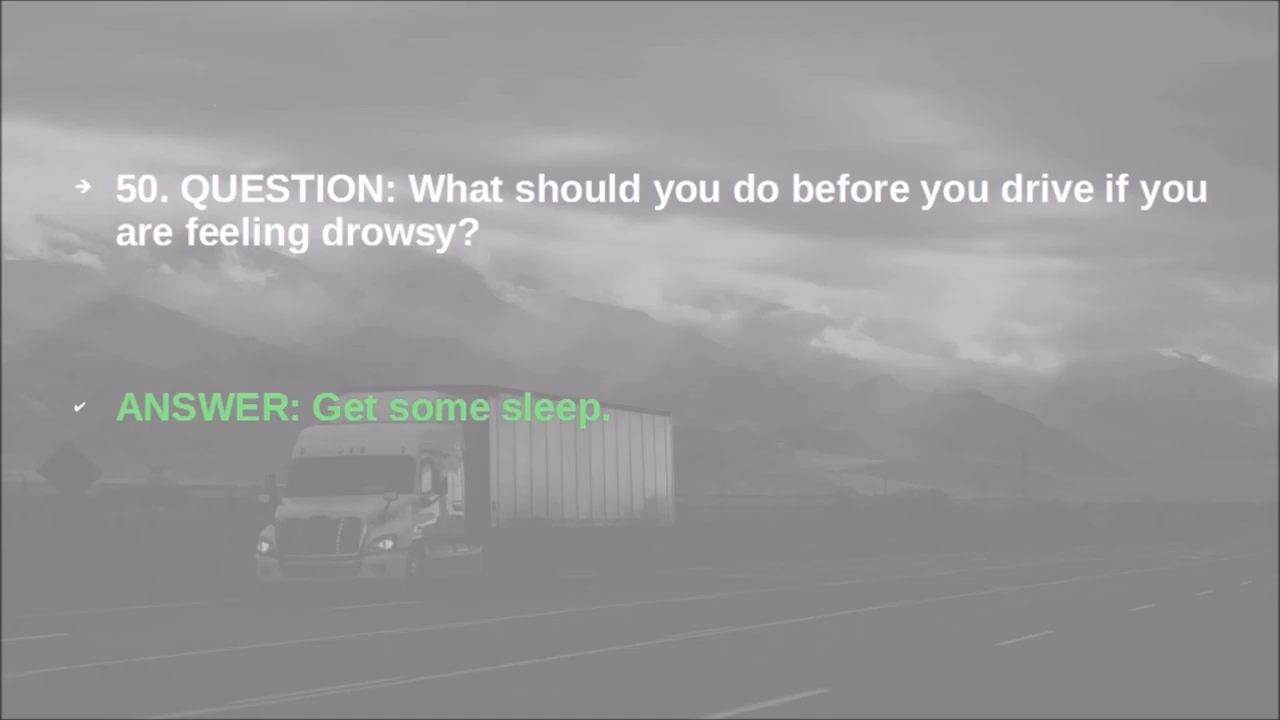 50. QUESTION: What should you do before you drive if you
are feeling drowsy?
ANSWER: Get some sleep.